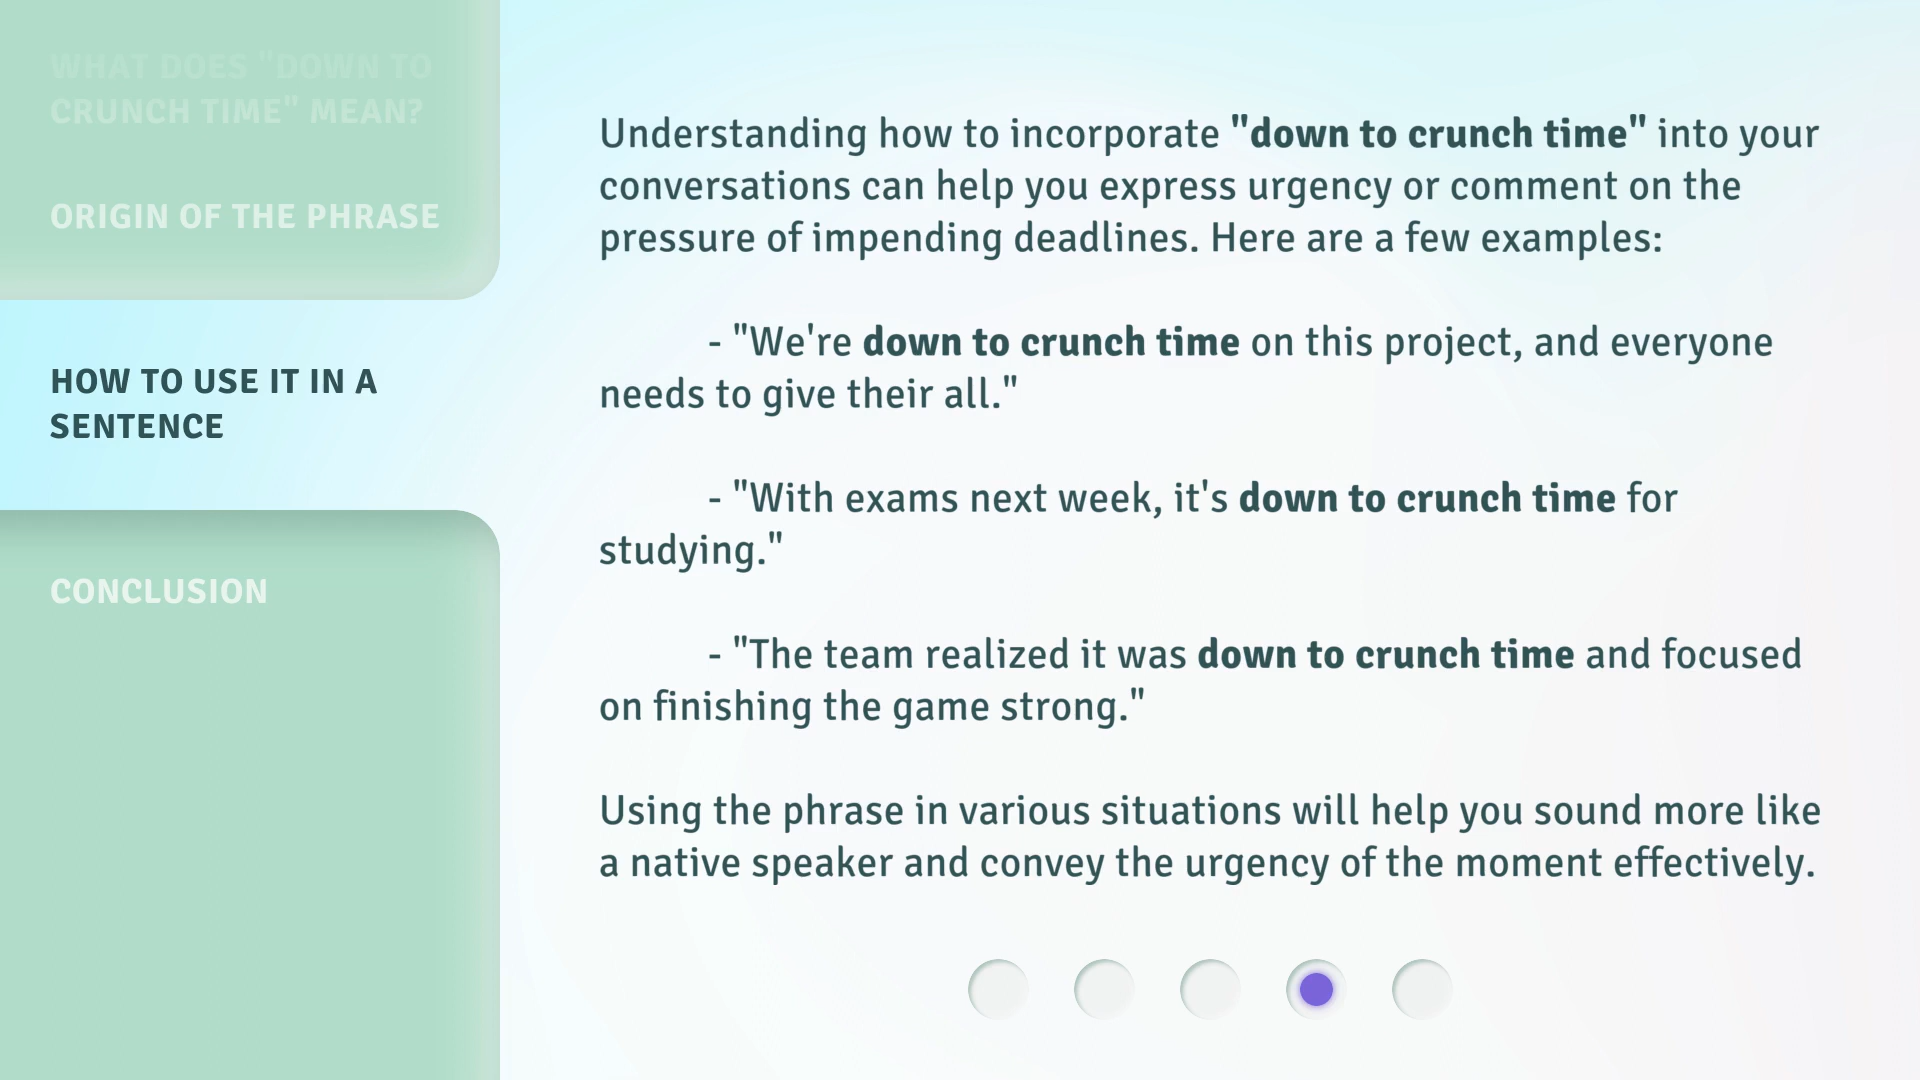 WHAT DOES "DOWN TO
CRUNCH TIME" MEAN?
ORIGIN OF THE PHRASE
HOW TO USE IT IN A
SENTENCE
CONCLUSION
Understanding how to incorporate "down to crunch time" into your
conversations can help you express urgency or comment on the
pressure of impending deadlines. Here are a few examples:
- "We're down to crunch time on this project, and everyone
needs to give their all."
- "With exams next week, it's down to crunch time for
studying."
- "The team realized it was down to crunch time and focused
on finishing the game strong."
Using the phrase in various situations will help you sound more like
a native speaker and convey the urgency of the moment effectively.